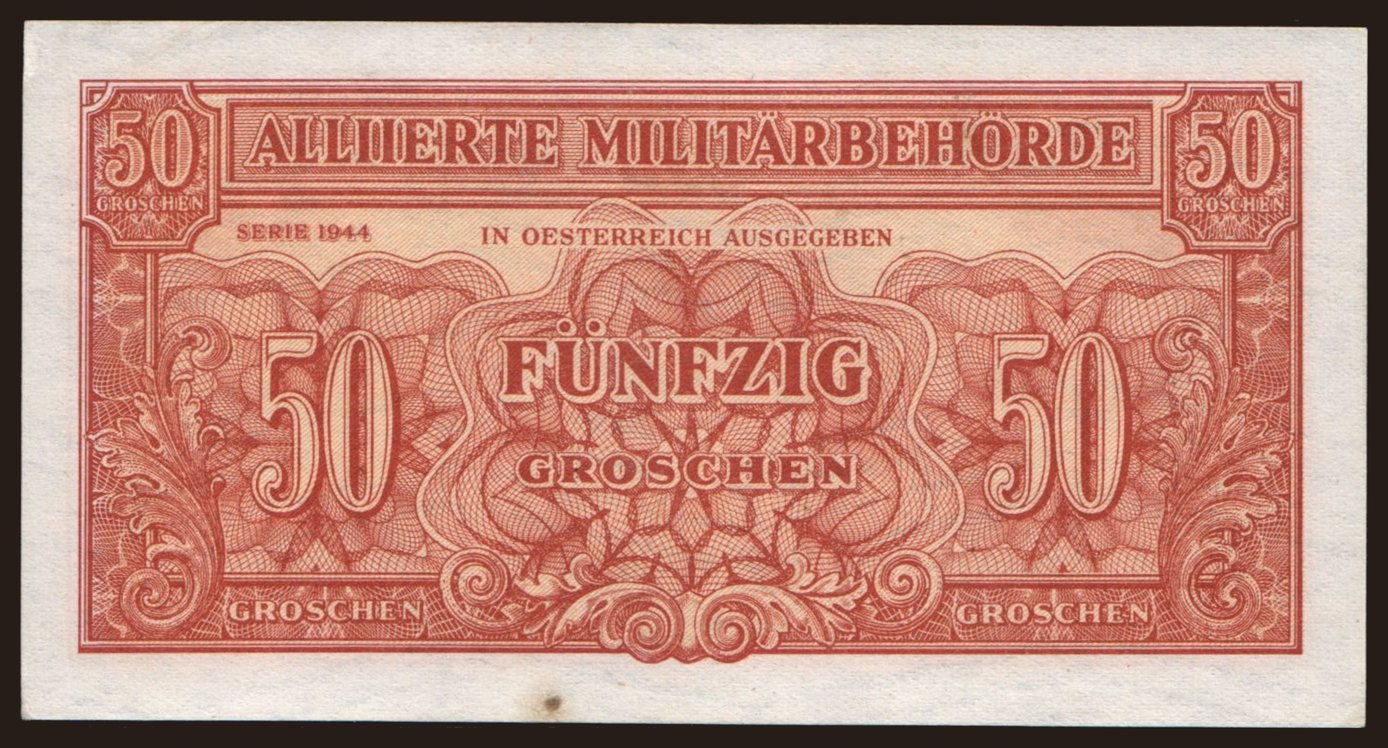 50 GROSCHEN
ALLIIERTE MILITÄRBEHÖRDE
50 GROSCHEN
SERIE 1944
IN OESTERREICH AUSGEGEBEN
50
FÜNFZIG
GROSCHEN
50
GROSCHEN
GROSCHEN